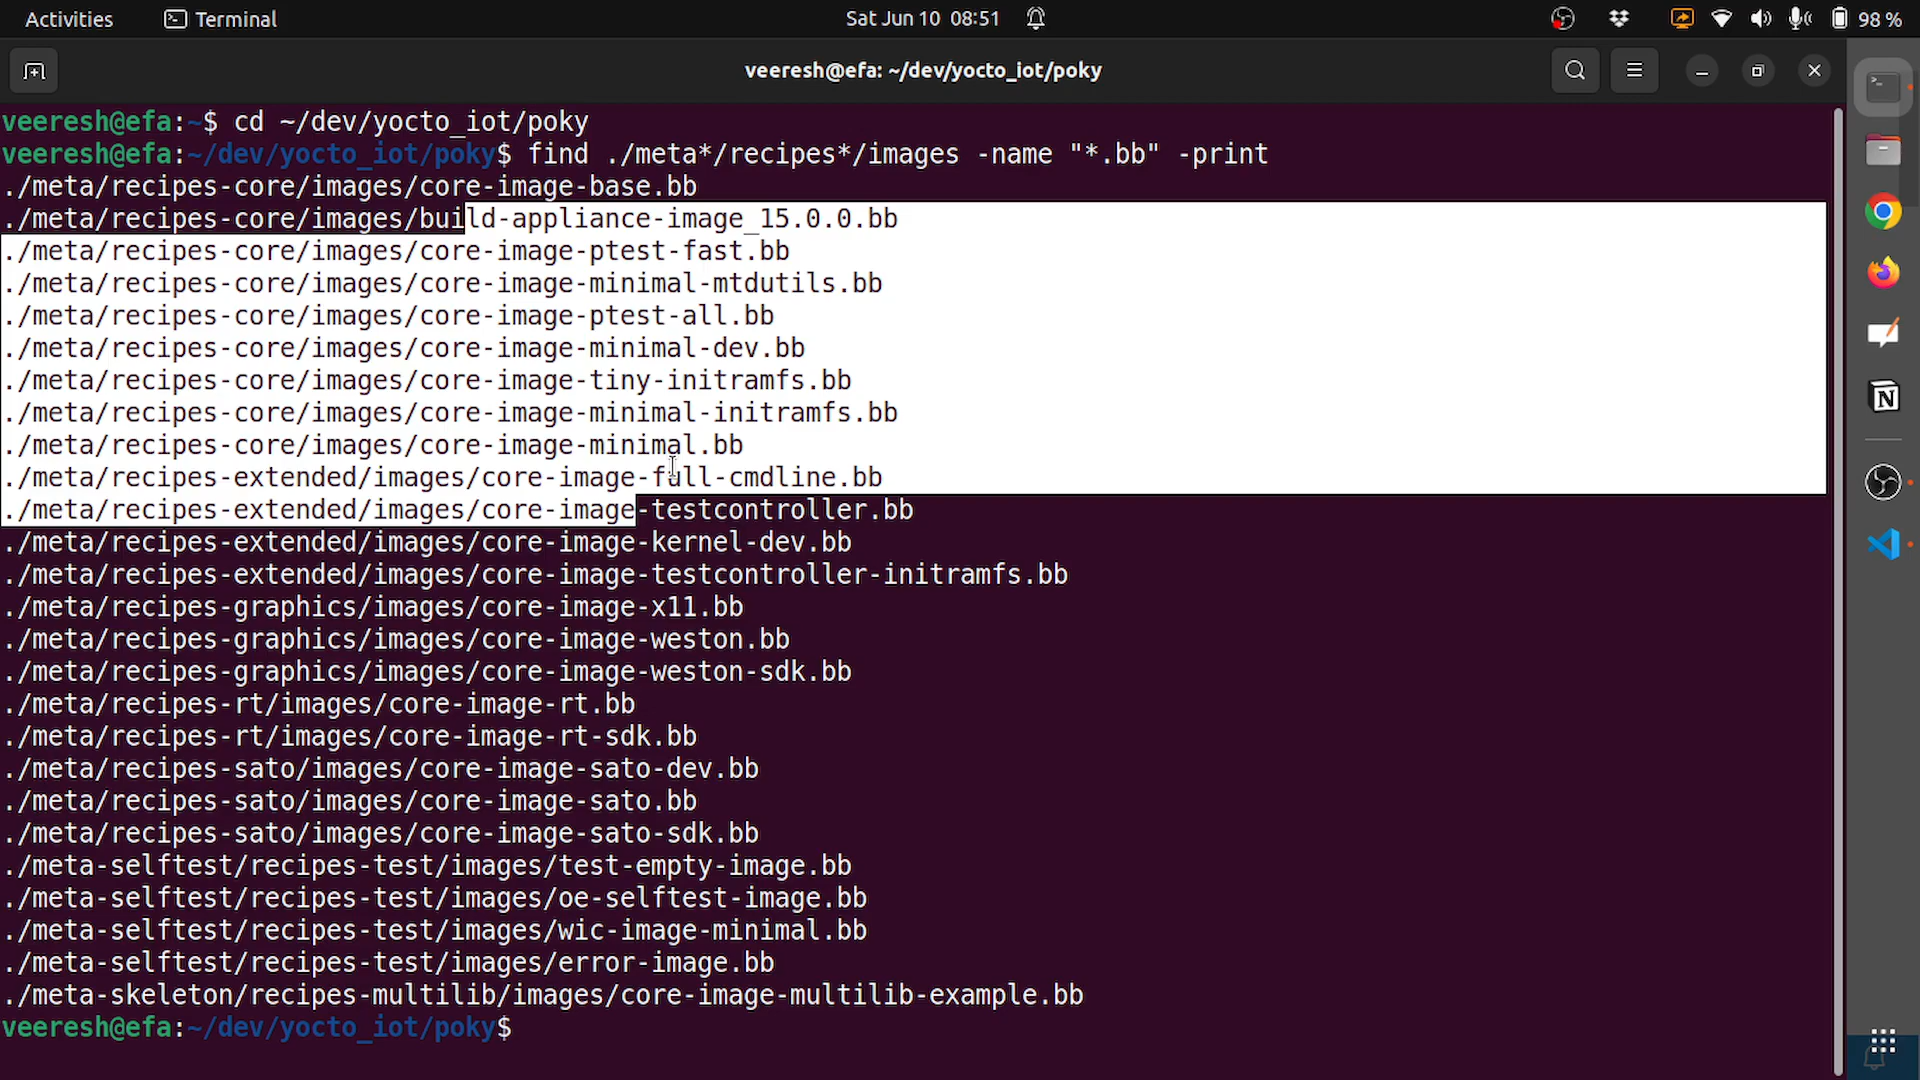 Activities Terminal Sat Jun 10 08:51 98 %
veeresh@efa: ~/dev/yocto_iot/poky
veeresh@efa:~$ cd ~/dev/yocto_iot/poky
veeresh@efa:~/dev/yocto_iot/poky$ find ./meta*/recipes*/images -name "*.bb" -print
./meta/recipes-core/images/core-image-base.bb
./meta/recipes-core/images/build-appliance-image_15.0.0.bb
./meta/recipes-core/images/core-image-ptest-fast.bb
./meta/recipes-core/images/core-image-minimal-mtdutils.bb
./meta/recipes-core/images/core-image-ptest-all.bb
./meta/recipes-core/images/core-image-minimal-dev.bb
./meta/recipes-core/images/core-image-tiny-initramfs.bb
./meta/recipes-core/images/core-image-minimal-initramfs.bb
./meta/recipes-core/images/core-image-minimal.bb
./meta/recipes-extended/images/core-image-full-cmdline.bb
./meta/recipes-extended/images/core-image-testcontroller.bb
./meta/recipes-extended/images/core-image-kernel-dev.bb
./meta/recipes-extended/images/core-image-testcontroller-initramfs.bb
./meta/recipes-graphics/images/core-image-x11.bb
./meta/recipes-graphics/images/core-image-weston.bb
./meta/recipes-graphics/images/core-image-weston-sdk.bb
./meta/recipes-rt/images/core-image-rt.bb
./meta/recipes-rt/images/core-image-rt-sdk.bb
./meta/recipes-sato/images/core-image-sato-dev.bb
./meta/recipes-sato/images/core-image-sato.bb
./meta/recipes-sato/images/core-image-sato-sdk.bb
./meta-selftest/recipes-test/images/test-empty-image.bb
./meta-selftest/recipes-test/images/oe-selftest-image.bb
./meta-selftest/recipes-test/images/wic-image-minimal.bb
./meta-selftest/recipes-test/images/error-image.bb
./meta-skeleton/recipes-multilib/images/core-image-multilib-example.bb
veeresh@efa:~/dev/yocto_iot/poky$